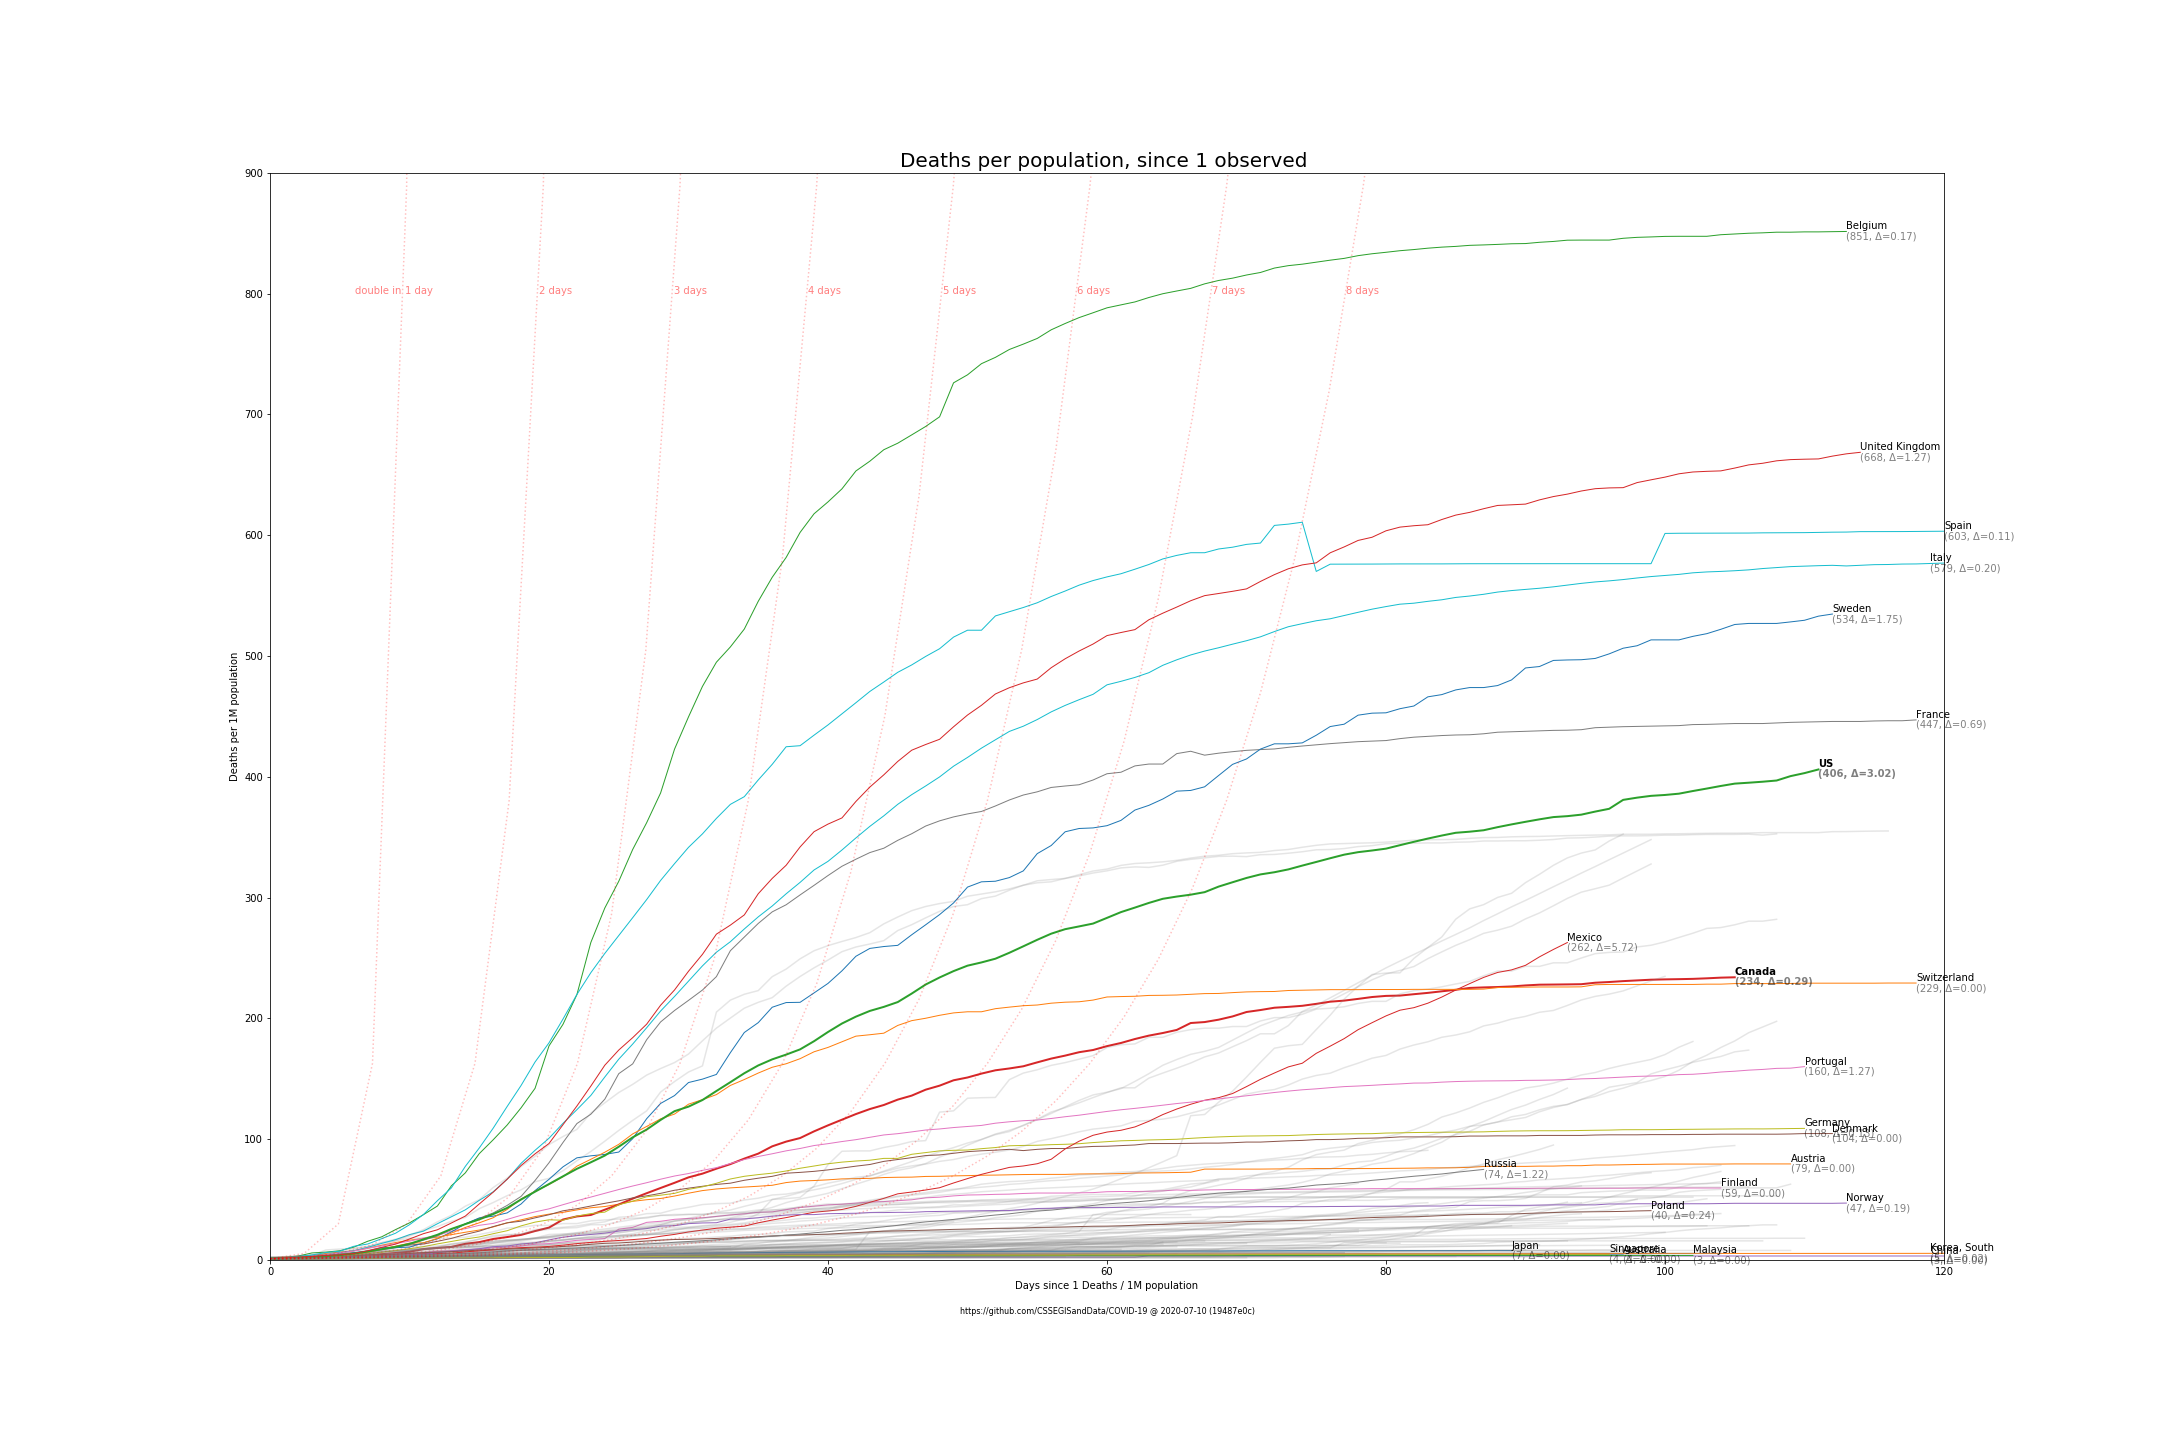 Deaths per population, since 1 observed
900
800
700
600
500
400
300
200
100
0
Deaths per 1M population
double in 1 day
2 days
3 days
4 days
5 days
6 days
7 days
8 days
Belgium
(851, Δ=0.17)
United Kingdom
(668, Δ=1.27)
Spain
(603, Δ=0.11)
Italy
(579, Δ=0.20)
Sweden
(534, Δ=1.75)
France
(447, Δ=0.69)
US
(406, Δ=3.02)
Mexico
(262, Δ=5.72)
Canada
(234, Δ=0.29)
Switzerland
(229, Δ=0.00)
Portugal
(160, Δ=1.27)
Germany
(108,
Denmark
(104, Δ=0.00)
Austria
(79, Δ=0.00)
Russia
(74, Δ=1.22)
Finland
(59, Δ=0.00)
Norway
(47, Δ=0.19)
Poland
(40, Δ=0.24)
Japan
(7, Δ=0.00)
Singapore
Australia
Malaysia
(3, Δ=0.00)
Korea, South
China
0
20
40
60
80
100
120
Days since 1 Deaths / 1M population
https://github.com/CSSEGISandData/COVID-19 @ 2020-07-10 (19487e0c)